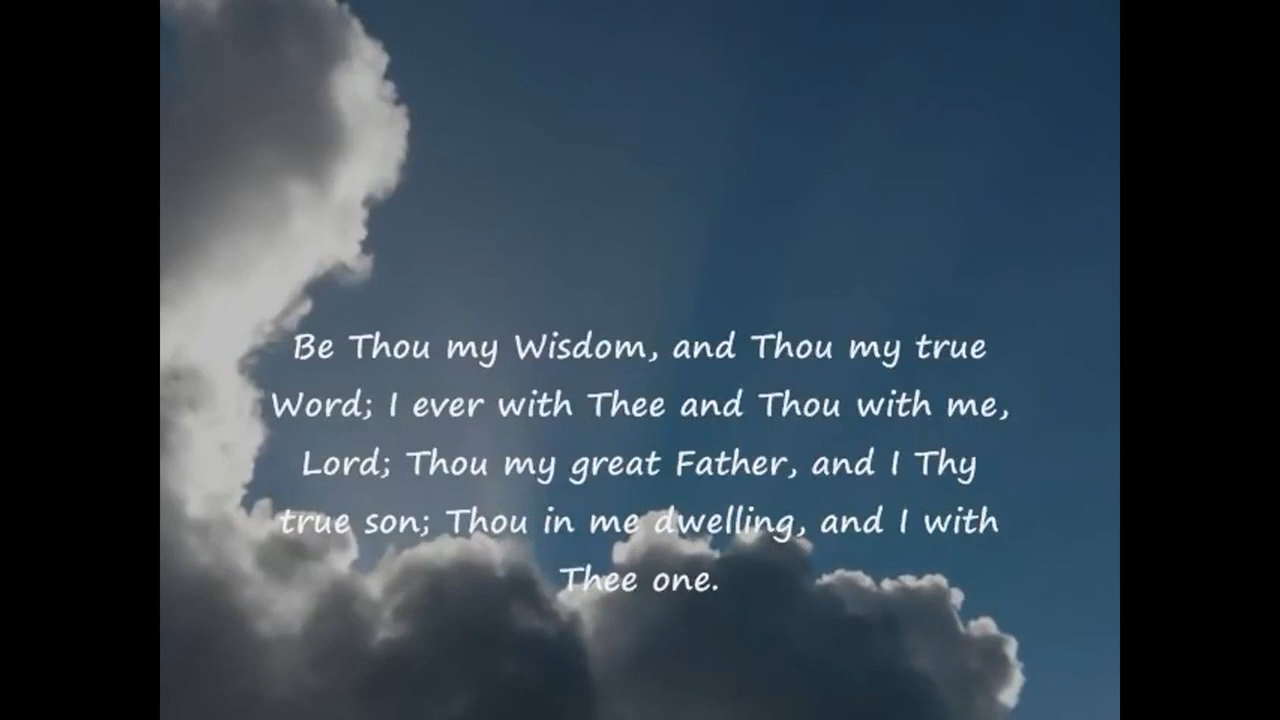 Be Thou my Wisdom, and Thou my true
Word; I ever with Thee and Thou with me,
Lord; Thou my great Father, and I Thy
true son; Thou in me dwelling, and I with
Thee one.